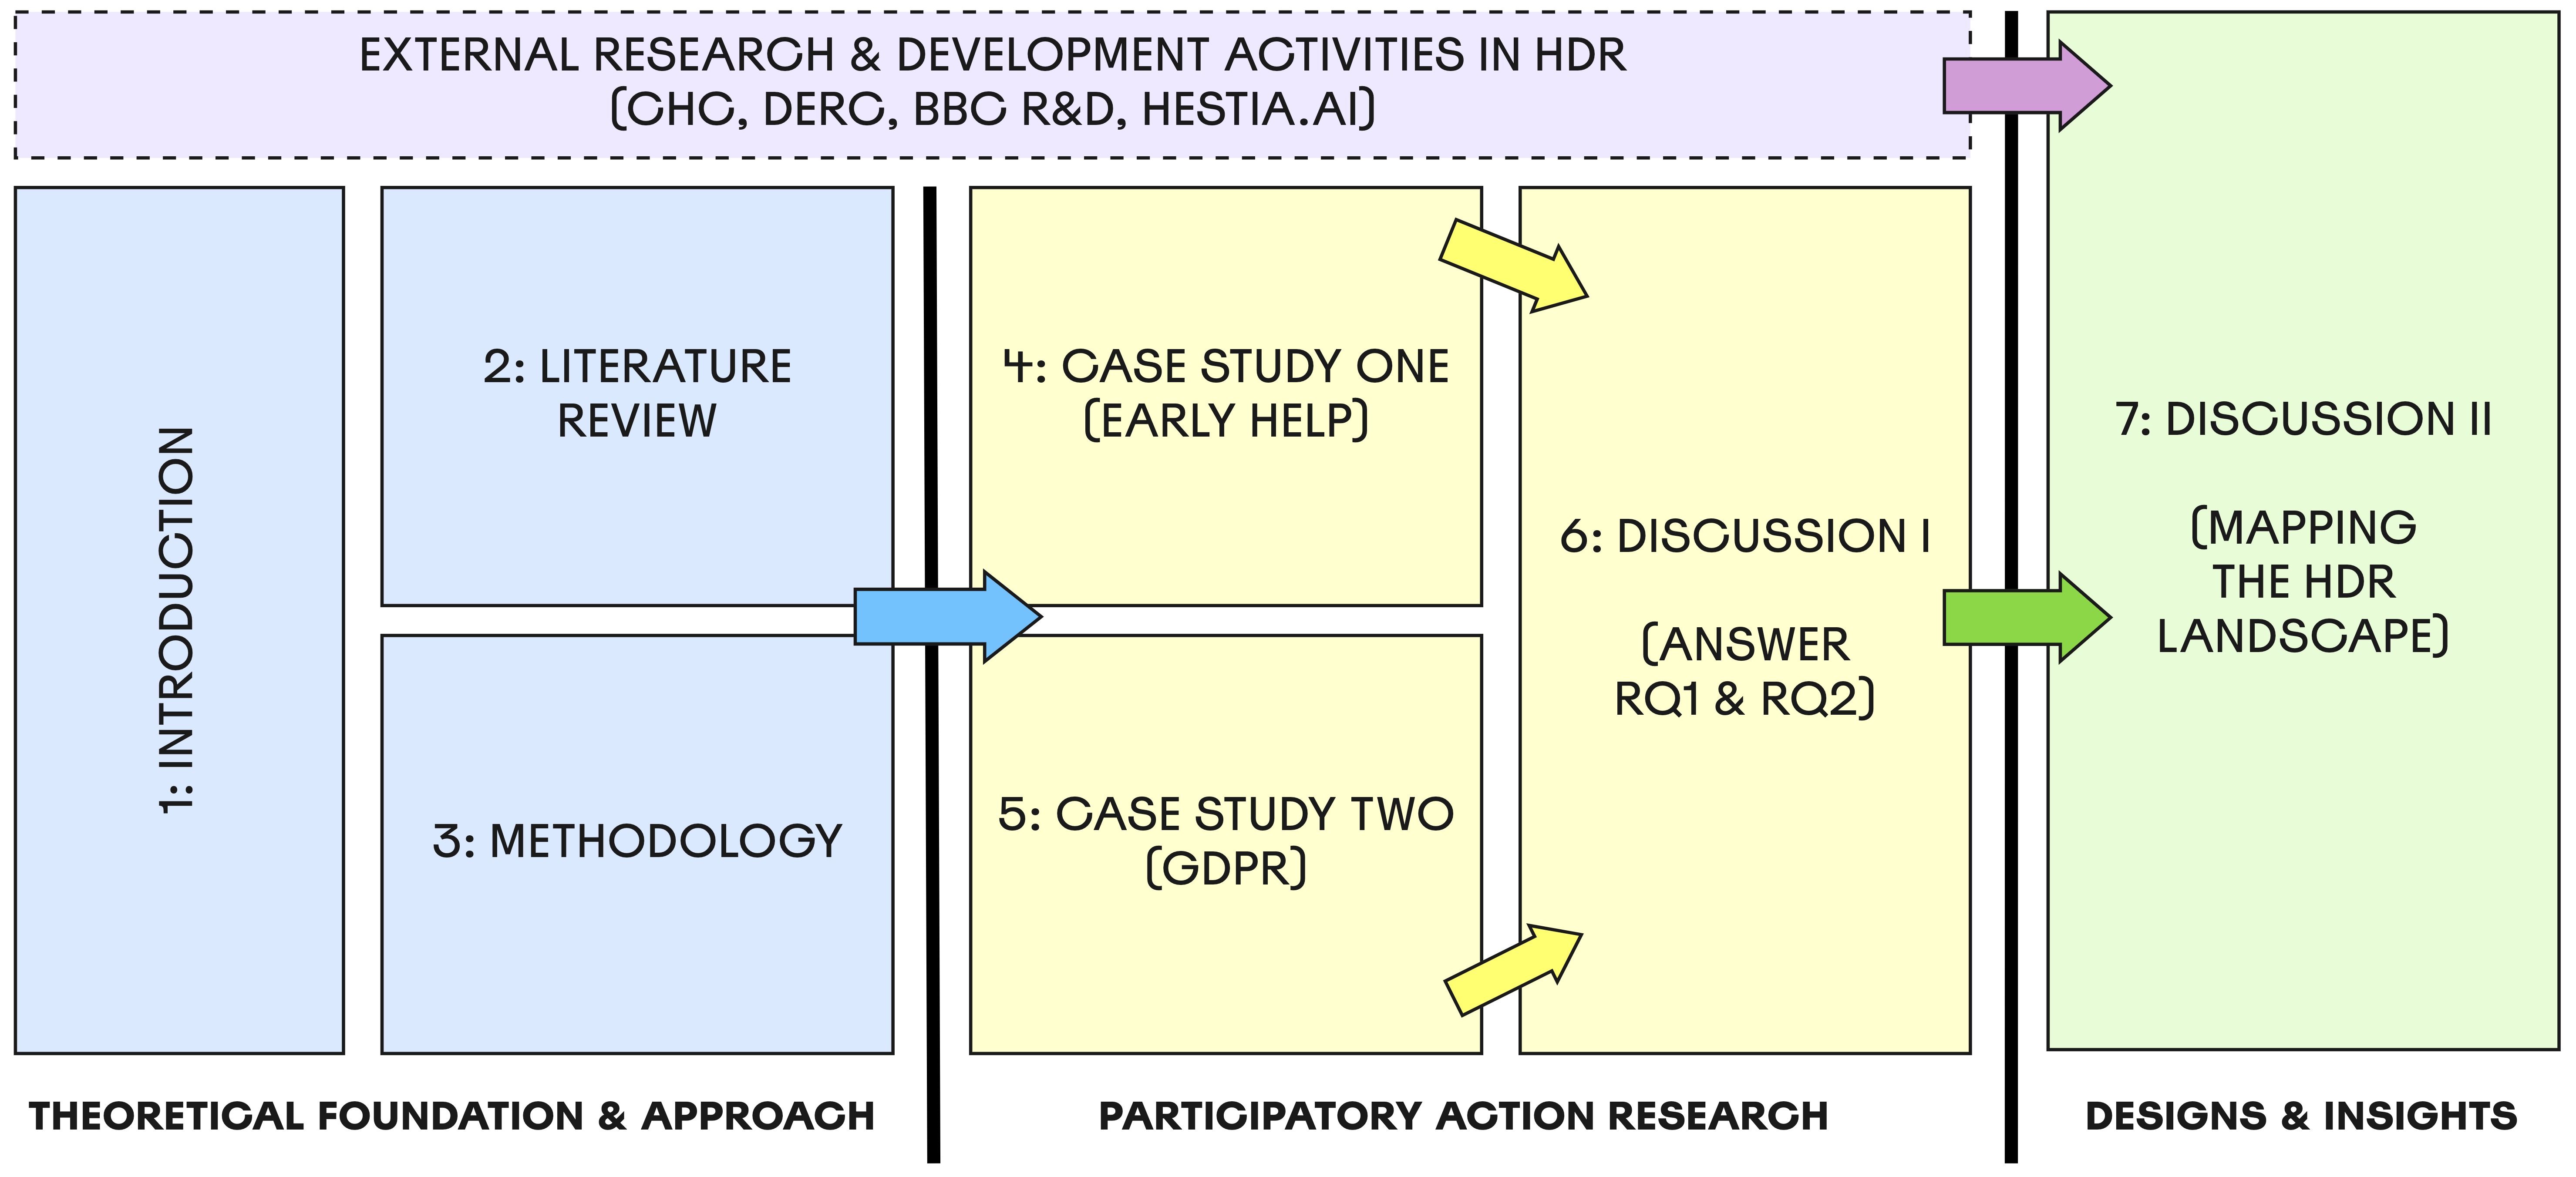 EXTERNAL RESEARCH & DEVELOPMENT ACTIVITIES IN HDR
(CHC, DERC, BBC R&D, HESTIA.AI)
1: INTRODUCTION
2: LITERATURE
REVIEW
3: METHODOLOGY
4: CASE STUDY ONE
(EARLY HELP)
5: CASE STUDY TWO
(GDPR)
6: DISCUSSION I
(ANSWER
RQ1 & RQ2)
7: DISCUSSION II
(MAPPING
THE HDR
LANDSCAPE)
THEORETICAL FOUNDATION & APPROACH
PARTICIPATORY ACTION RESEARCH
DESIGNS & INSIGHTS